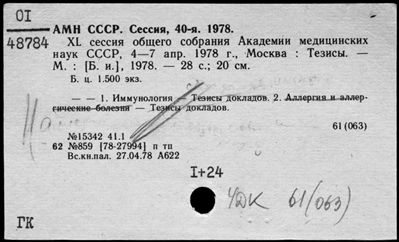 ОІ
48784
АМН СССР. Сессия, 40-я. 1978.
XL сессия общего собрания Академии медицинских
наук СССР, 4—7 апр. 1978 г., Москва : Тезисы. —
М. : [Б. и.], 1978. — 28 с.; 20 см.
Б. ц. 1.500 экз.
— — 1. Иммунология — Тезисы докладов. 2. Аллергия и аллер-
гические болезни — Тезисы докладов.
61(063)
№15342 41.1
62 №859 [78-27994] п тп
Вс.кн.пал. 27.04.78 А622
I+24
УДК 61(063)
ГК